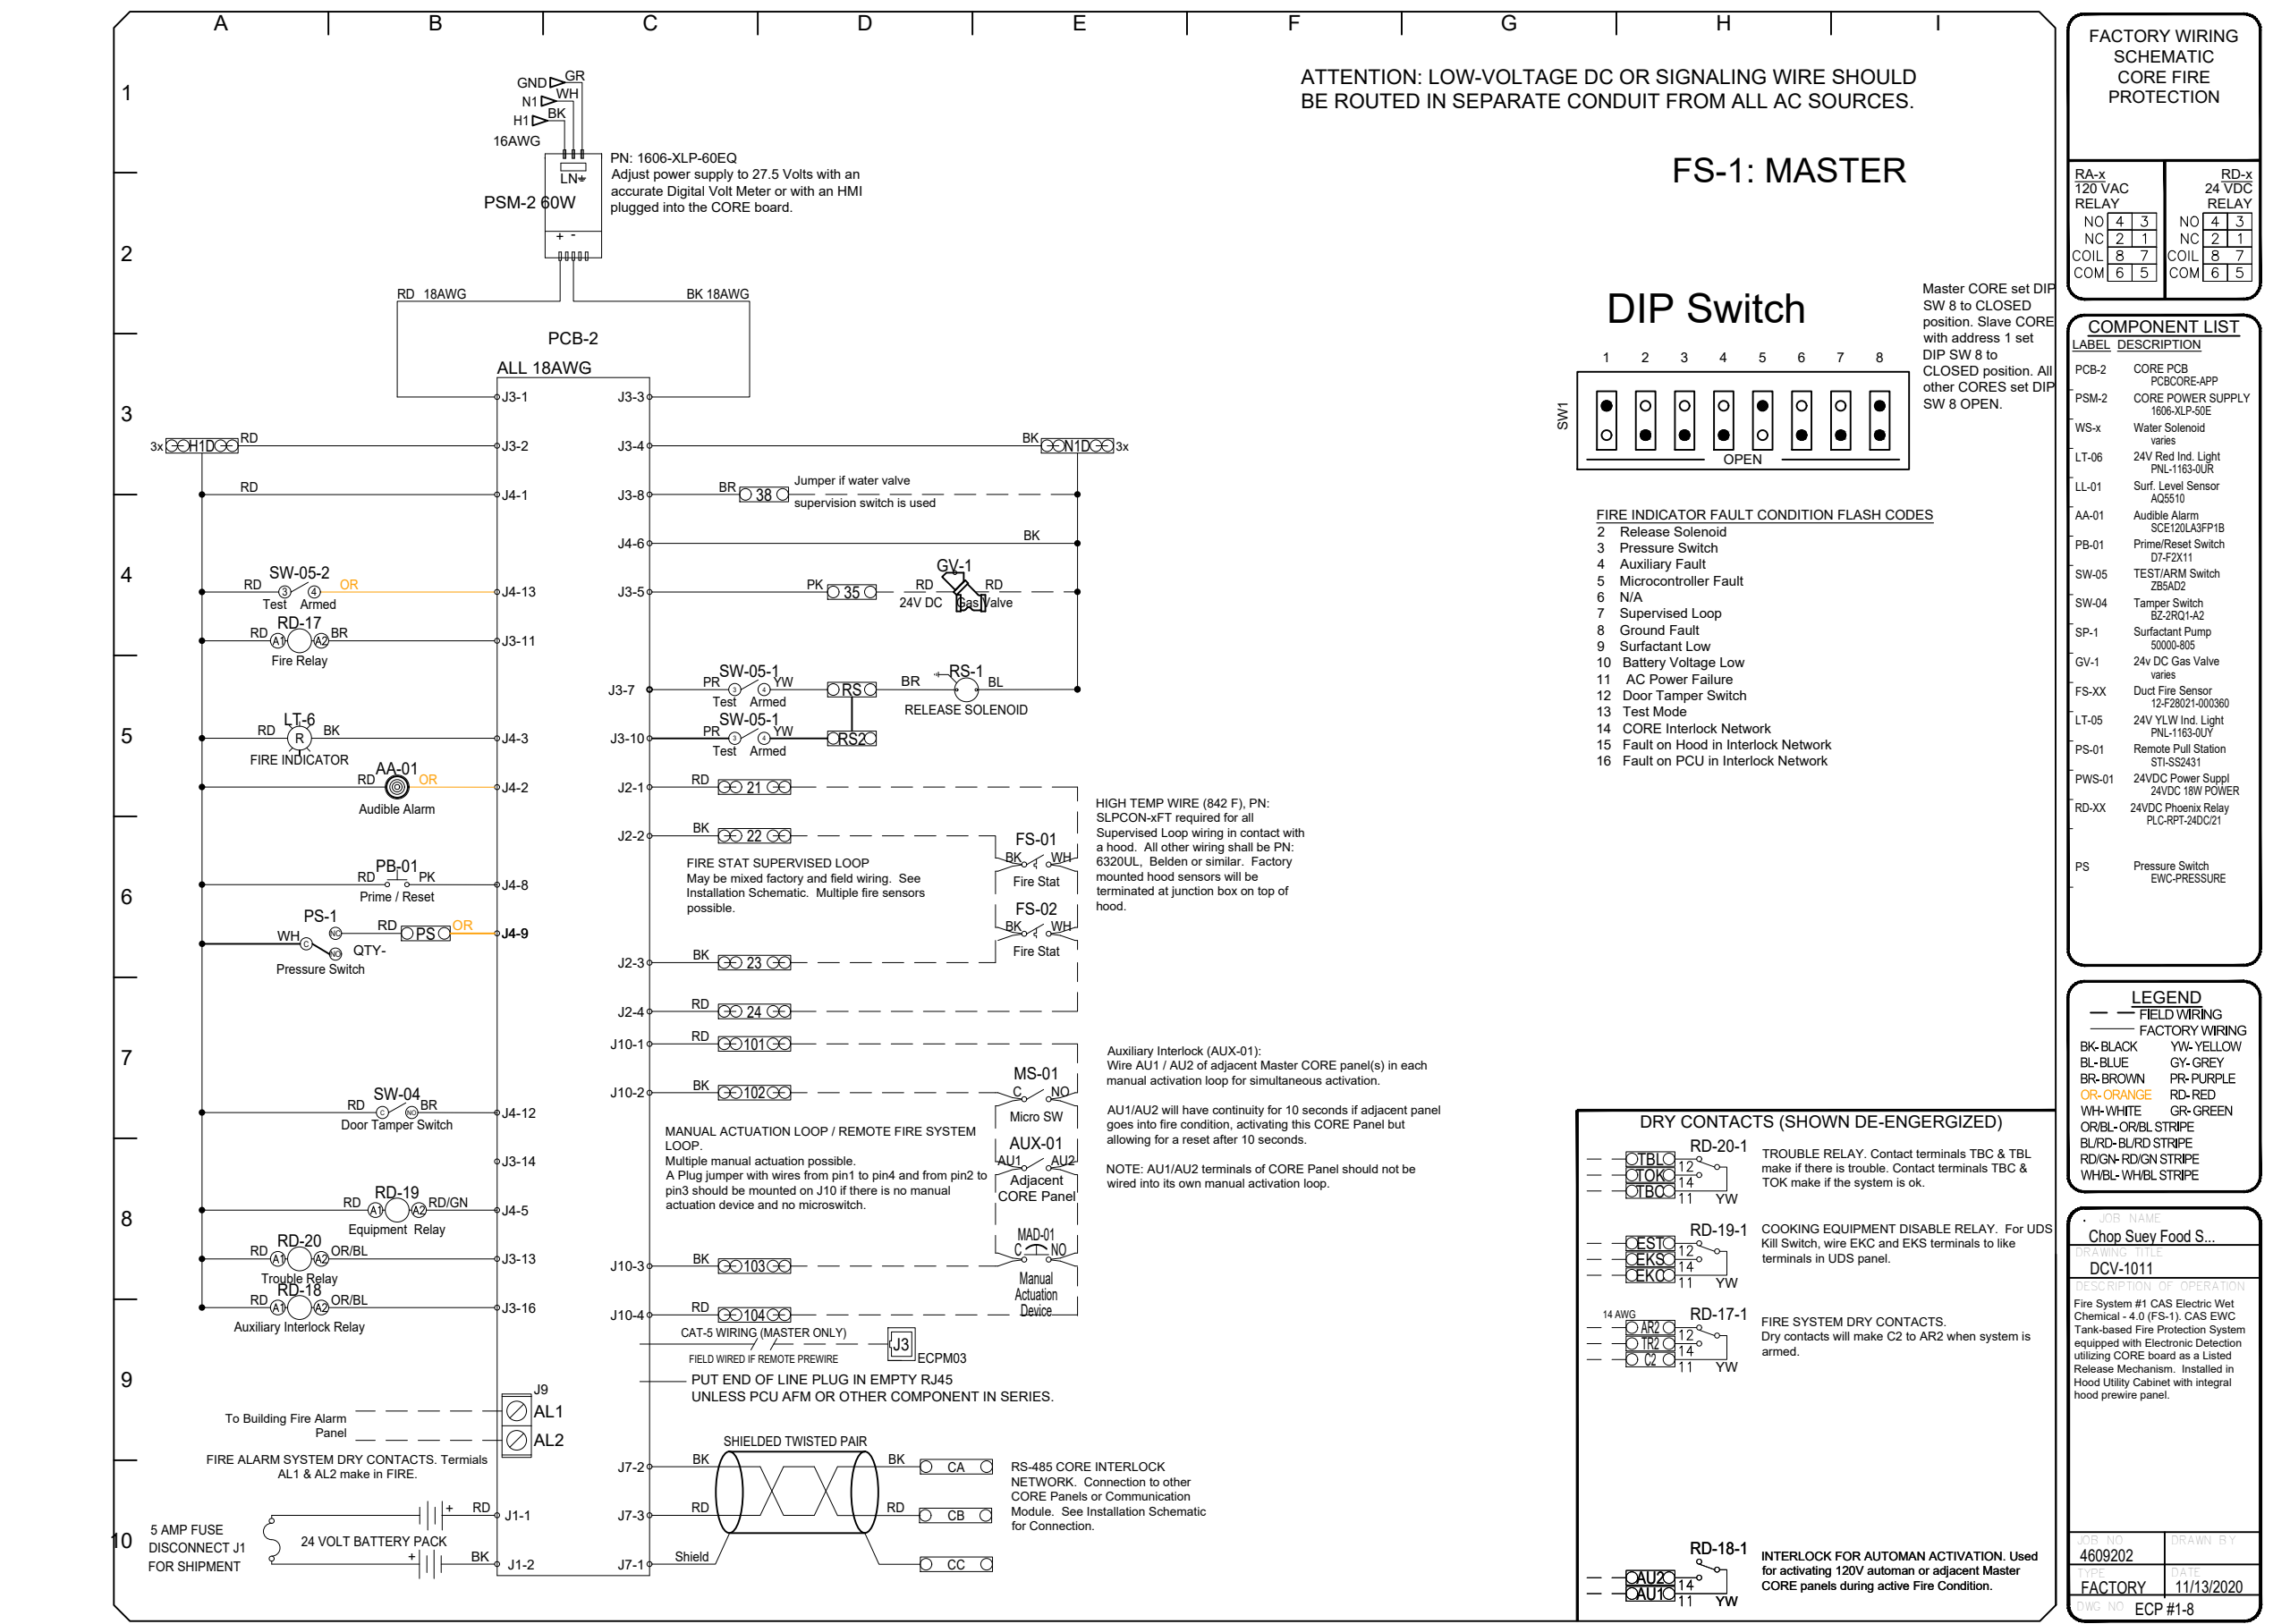 A B C D E F G H I
1
2
3
4
5
6
7
8
9
10
GND GR
N1 WH
H1 BK
16AWG
LN
PSM-2 60W
+ -
PN: 1606-XLP-60EQ
Adjust power supply to 27.5 Volts with an
accurate Digital Volt Meter or with an HMI
plugged into the CORE board.
RD 18AWG
BK 18AWG
PCB-2
ALL 18AWG
J3-1
J3-3
3x H1D RD J3-2
J3-4 BK N1D 3x
RD J4-1
J3-8 BR 38
Jumper if water valve
supervision switch is used
J4-6 BK
SW-05-2
RD 3 4 OR J4-13
Test Armed
J3-5 PK 35 RD GV-1 RD
24V DC Gas Valve
RD-17
RD A1 A2 BR J3-11
Fire Relay
SW-05-1
J3-7 PR 3 4 YW RS BR RS-1 BL
Test Armed
RELEASE SOLENOID
SW-05-1
J3-10 PR 3 4 YW RS2
Test Armed
LT-6
RD R BK J4-3
FIRE INDICATOR
AA-01
RD OR J4-2
Audible Alarm
J2-1 RD 21
J2-2 BK 22
FS-01
BK WH
Fire Stat
FIRE STAT SUPERVISED LOOP
May be mixed factory and field wiring. See
Installation Schematic. Multiple fire sensors
possible.
HIGH TEMP WIRE (842 F), PN:
SLPCON-xFT required for all
Supervised Loop wiring in contact with
a hood. All other wiring shall be PN:
6320UL, Belden or similar. Factory
mounted hood sensors will be
terminated at junction box on top of
hood.
PB-01
RD PK J4-8
Prime / Reset
FS-02
BK WH
Fire Stat
PS-1
WH C NO NO RD PS OR J4-9
QTY-
Pressure Switch
J2-3 BK 23
J2-4 RD 24
J10-1 RD 101
J10-2 BK 102
MS-01
C NO
Micro SW
Auxiliary Interlock (AUX-01):
Wire AU1 / AU2 of adjacent Master CORE panel(s) in each
manual activation loop for simultaneous activation.
AU1/AU2 will have continuity for 10 seconds if adjacent panel
goes into fire condition, activating this CORE Panel but
allowing for a reset after 10 seconds.
NOTE: AU1/AU2 terminals of CORE Panel should not be
wired into its own manual activation loop.
SW-04
RD C NO BR J4-12
Door Tamper Switch
MANUAL ACTUATION LOOP / REMOTE FIRE SYSTEM
LOOP.
Multiple manual actuation possible.
A Plug jumper with wires from pin1 to pin4 and from pin2 to
pin3 should be mounted on J10 if there is no manual
actuation device and no microswitch.
AUX-01
AU1 AU2
Adjacent
CORE Panel
J3-14
RD-19
RD A1 A2 RD/GN J4-5
Equipment Relay
RD-20
RD A1 A2 OR/BL J3-13
Trouble Relay
MAD-01
C NO
Manual
Actuation
Device
J10-3 BK 103
RD-18
RD A1 A2 OR/BL J3-16
Auxiliary Interlock Relay
J10-4 RD 104
CAT-5 WIRING (MASTER ONLY)
FIELD WIRED IF REMOTE PREWIRE
J3
ECPM03
PUT END OF LINE PLUG IN EMPTY RJ45
UNLESS PCU AFM OR OTHER COMPONENT IN SERIES.
J9
AL1
AL2
To Building Fire Alarm
Panel
FIRE ALARM SYSTEM DRY CONTACTS. Termials
AL1 & AL2 make in FIRE.
SHIELDED TWISTED PAIR
J7-2 BK BK CA
J7-3 RD RD CB
J7-1 Shield CC
RS-485 CORE INTERLOCK
NETWORK. Connection to other
CORE Panels or Communication
Module. See Installation Schematic
for Connection.
5 AMP FUSE
DISCONNECT J1
FOR SHIPMENT
24 VOLT BATTERY PACK
+ RD J1-1
+ BK J1-2
ATTENTION: LOW-VOLTAGE DC OR SIGNALING WIRE SHOULD
BE ROUTED IN SEPARATE CONDUIT FROM ALL AC SOURCES.
FS-1: MASTER
DIP Switch
1 2 3 4 5 6 7 8
SW1
OPEN
Master CORE set DIP
SW 8 to CLOSED
position. Slave CORE
with address 1 set
DIP SW 8 to
CLOSED position. All
other CORES set DIP
SW 8 OPEN.
FIRE INDICATOR FAULT CONDITION FLASH CODES
2 Release Solenoid
3 Pressure Switch
4 Auxiliary Fault
5 Microcontroller Fault
6 N/A
7 Supervised Loop
8 Ground Fault
9 Surfactant Low
10 Battery Voltage Low
11 AC Power Failure
12 Door Tamper Switch
13 Test Mode
14 CORE Interlock Network
15 Fault on Hood in Interlock Network
16 Fault on PCU in Interlock Network
DRY CONTACTS (SHOWN DE-ENGERGIZED)
RD-20-1
TBL 12
TOK 14
TBC 11 YW
TROUBLE RELAY. Contact terminals TBC & TBL
make if there is trouble. Contact terminals TBC &
TOK make if the system is ok.
RD-19-1
EST 12
EKS 14
EKC 11 YW
COOKING EQUIPMENT DISABLE RELAY. For UDS
Kill Switch, wire EKC and EKS terminals to like
terminals in UDS panel.
14 AWG RD-17-1
AR2 12
TR2 14
C2 11 YW
FIRE SYSTEM DRY CONTACTS.
Dry contacts will make C2 to AR2 when system is
armed.
RD-18-1
AU2 14
AU1 11 YW
INTERLOCK FOR AUTOMAN ACTIVATION. Used
for activating 120V automan or adjacent Master
CORE panels during active Fire Condition.
FACTORY WIRING
SCHEMATIC
CORE FIRE
PROTECTION
RA-x
120 VAC
RELAY
NO 4 3
NC 2 1
COIL 8 7
COM 6 5
RD-x
24 VDC
RELAY
NO 4 3
NC 2 1
COIL 8 7
COM 6 5
COMPONENT LIST
LABEL DESCRIPTION
PCB-2 CORE PCB
PCBCORE-APP
PSM-2 CORE POWER SUPPLY
1606-XLP-50E
WS-x Water Solenoid
varies
LT-06 24V Red Ind. Light
PNL-1163-0UR
LL-01 Surf. Level Sensor
AQ5510
AA-01 Audible Alarm
SCE120LA3FP1B
PB-01 Prime/Reset Switch
D7-F2X11
SW-05 TEST/ARM Switch
ZB5AD2
SW-04 Tamper Switch
BZ-2RQ1-A2
SP-1 Surfactant Pump
50000-805
GV-1 24v DC Gas Valve
varies
FS-XX Duct Fire Sensor
12-F28021-000360
LT-05 24V YLW Ind. Light
PNL-1163-0UY
PS-01 Remote Pull Station
STI-SS2431
PWS-01 24VDC Power Suppl
24VDC 18W POWER
RD-XX 24VDC Phoenix Relay
PLC-RPT-24DC/21
PS Pressure Switch
EWC-PRESSURE
LEGEND
FIELD WIRING
FACTORY WIRING
BK- BLACK YW- YELLOW
BL- BLUE GY- GREY
BR- BROWN PR- PURPLE
OR- ORANGE RD- RED
WH- WHITE GR- GREEN
OR/BL- OR/BL STRIPE
BL/RD- BL/RD STRIPE
RD/GN- RD/GN STRIPE
WH/BL- WH/BL STRIPE
JOB NAME
Chop Suey Food S...
DRAWING TITLE
DCV-1011
DESCRIPTION OF OPERATION
Fire System #1 CAS Electric Wet
Chemical - 4.0 (FS-1). CAS EWC
Tank-based Fire Protection System
equipped with Electronic Detection
utilizing CORE board as a Listed
Release Mechanism. Installed in
Hood Utility Cabinet with integral
hood prewire panel.
JOB NO
4609202
DRAWN BY
TYPE
FACTORY
DATE
11/13/2020
DWG NO ECP #1-8